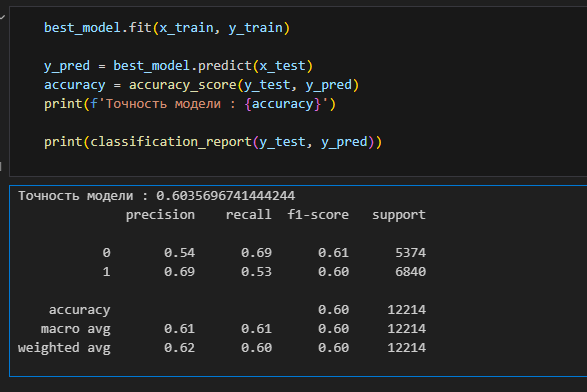 best_model.fit(x_train, y_train)
y_pred = best_model.predict(x_test)
accuracy = accuracy_score(y_test, y_pred)
print(f'Точность модели : {accuracy}')
print(classification_report(y_test, y_pred))
Точность модели : 0.6035696741444244
precision recall f1-score support
0 0.54 0.69 0.61 5374
1 0.69 0.53 0.60 6840
accuracy 0.60 12214
macro avg 0.61 0.61 0.60 12214
weighted avg 0.62 0.60 0.60 12214